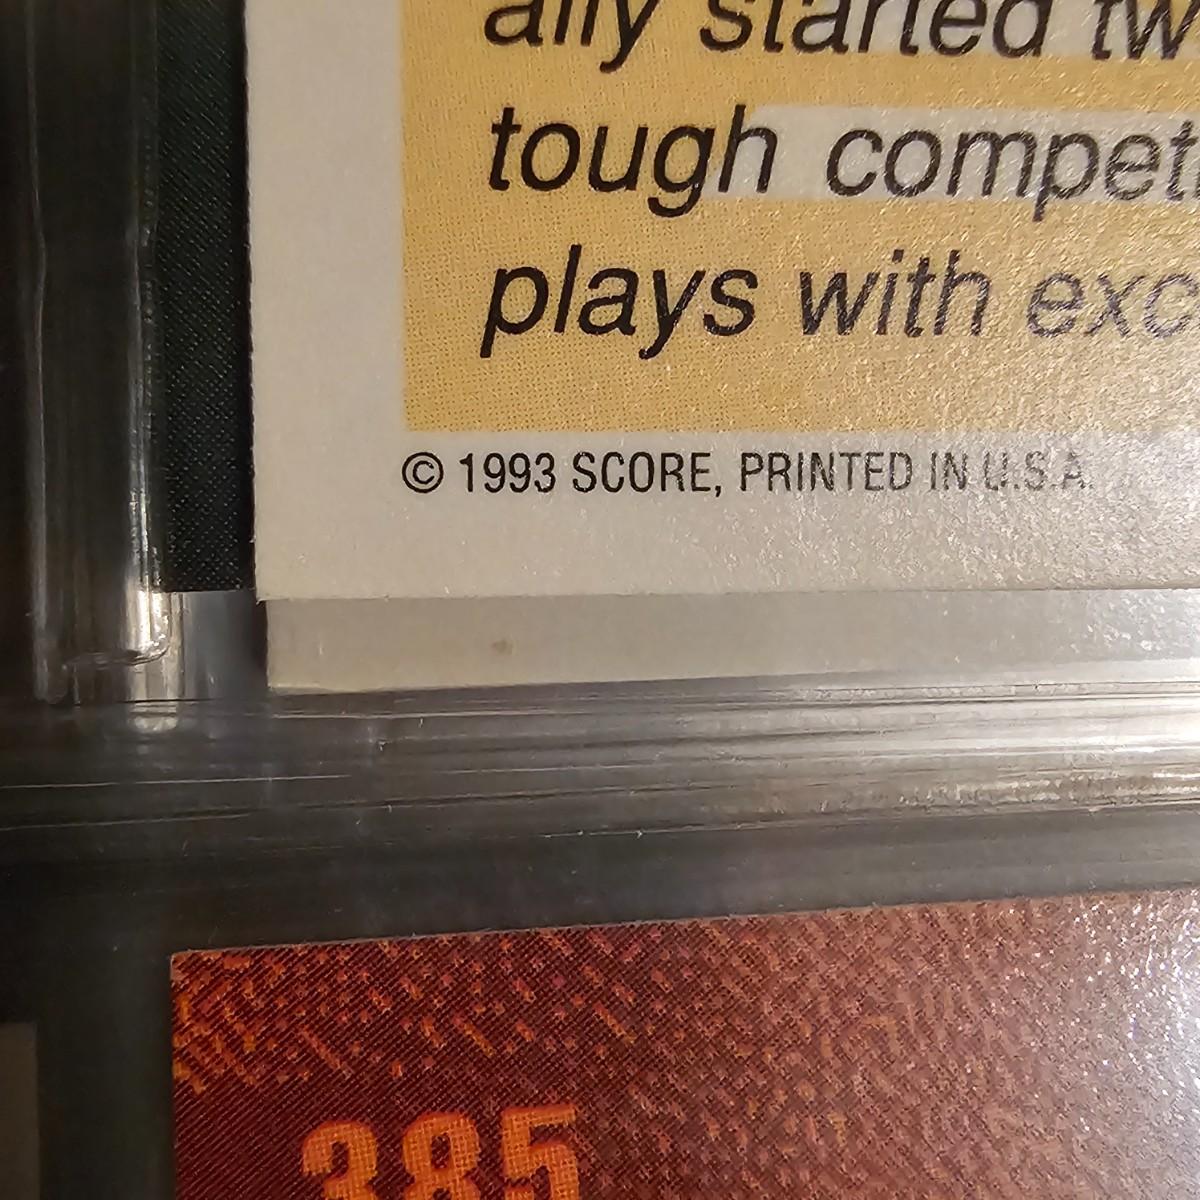 ally started tw
tough compet
plays with exc
© 1993 SCORE, PRINTED IN U.S.A.
385